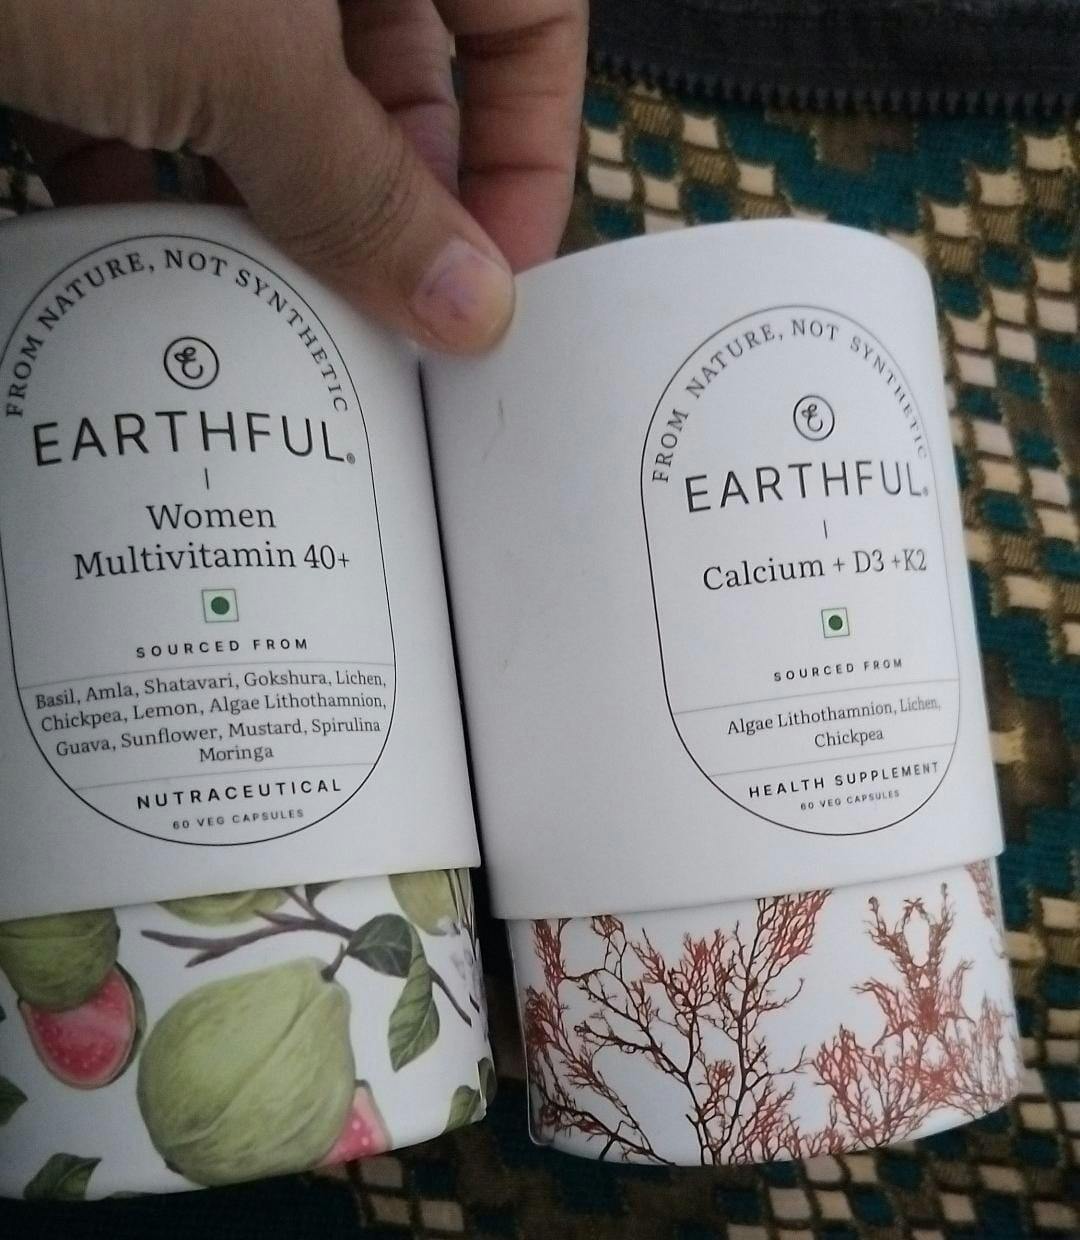 FROM NATURE, NOT SYNTHETIC
EARTHFUL®
Women
Multivitamin 40+
SOURCED FROM
Basil, Amla, Shatavari, Gokshura, Lichen,
Chickpea, Lemon, Algae Lithothamnion,
Guava, Sunflower, Mustard, Spirulina
Moringa
NUTRACEUTICAL
60 VEG CAPSULES
FROM NATURE, NOT SYNTHETIC
EARTHFUL®
Calcium + D3 +K2
SOURCED FROM
Algae Lithothamnion, Lichen,
Chickpea
HEALTH SUPPLEMENT
60 VEG CAPSULES